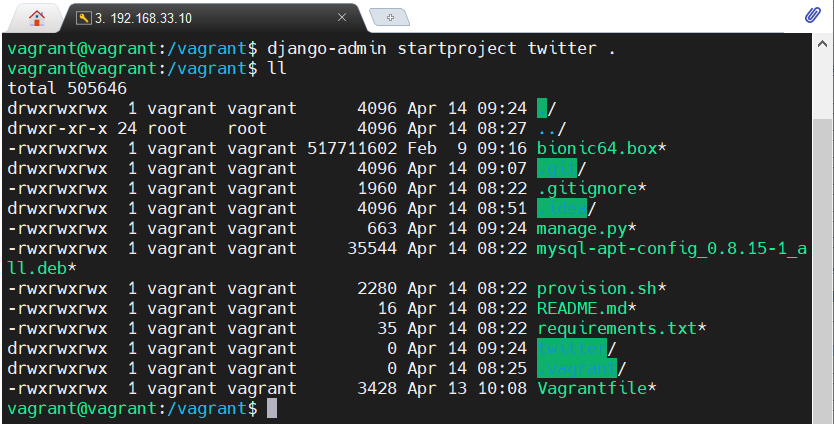 3. 192.168.33.10
vagrant@vagrant:/vagrant$ django-admin startproject twitter .
vagrant@vagrant:/vagrant$ ll
total 505646
drwxrwxrwx  1 vagrant vagrant      4096 Apr 14 09:24 ./
drwxr-xr-x 24 root    root         4096 Apr 14 08:27 ../
-rwxrwxrwx  1 vagrant vagrant 517711602 Feb  9 09:16 bionic64.box*
drwxrwxrwx  1 vagrant vagrant      4096 Apr 14 09:07 .git/
-rwxrwxrwx  1 vagrant vagrant      1960 Apr 14 08:22 .gitignore*
drwxrwxrwx  1 vagrant vagrant      4096 Apr 14 08:51 .idea/
-rwxrwxrwx  1 vagrant vagrant       663 Apr 14 09:24 manage.py*
-rwxrwxrwx  1 vagrant vagrant     35544 Apr 14 08:22 mysql-apt-config_0.8.15-1_a
ll.deb*
-rwxrwxrwx  1 vagrant vagrant      2280 Apr 14 08:22 provision.sh*
-rwxrwxrwx  1 vagrant vagrant        16 Apr 14 08:22 README.md*
-rwxrwxrwx  1 vagrant vagrant        35 Apr 14 08:22 requirements.txt*
drwxrwxrwx  1 vagrant vagrant         0 Apr 14 09:24 twitter/
drwxrwxrwx  1 vagrant vagrant         0 Apr 14 08:25 .vagrant/
-rwxrwxrwx  1 vagrant vagrant      3428 Apr 13 10:08 Vagrantfile*
vagrant@vagrant:/vagrant$